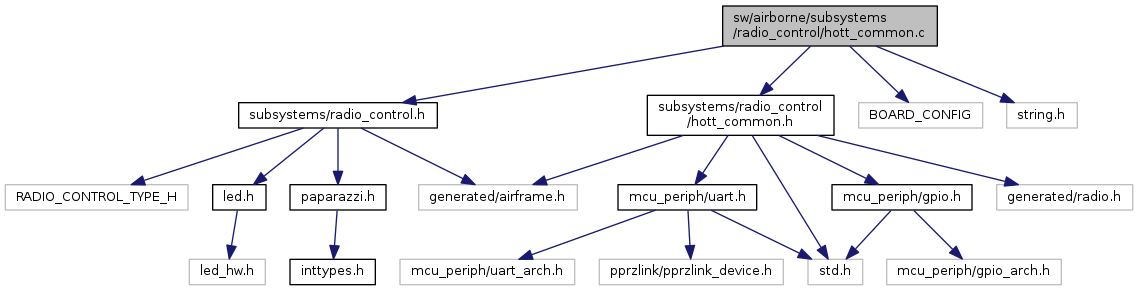 sw/airborne/subsystems
/radio_control/hott_common.c
subsystems/radio_control.h
subsystems/radio_control
/hott_common.h
BOARD_CONFIG
string.h
RADIO_CONTROL_TYPE_H
led.h
paparazzi.h
generated/airframe.h
mcu_periph/uart.h
mcu_periph/gpio.h
generated/radio.h
led_hw.h
inttypes.h
mcu_periph/uart_arch.h
pprzlink/pprzlink_device.h
std.h
mcu_periph/gpio_arch.h